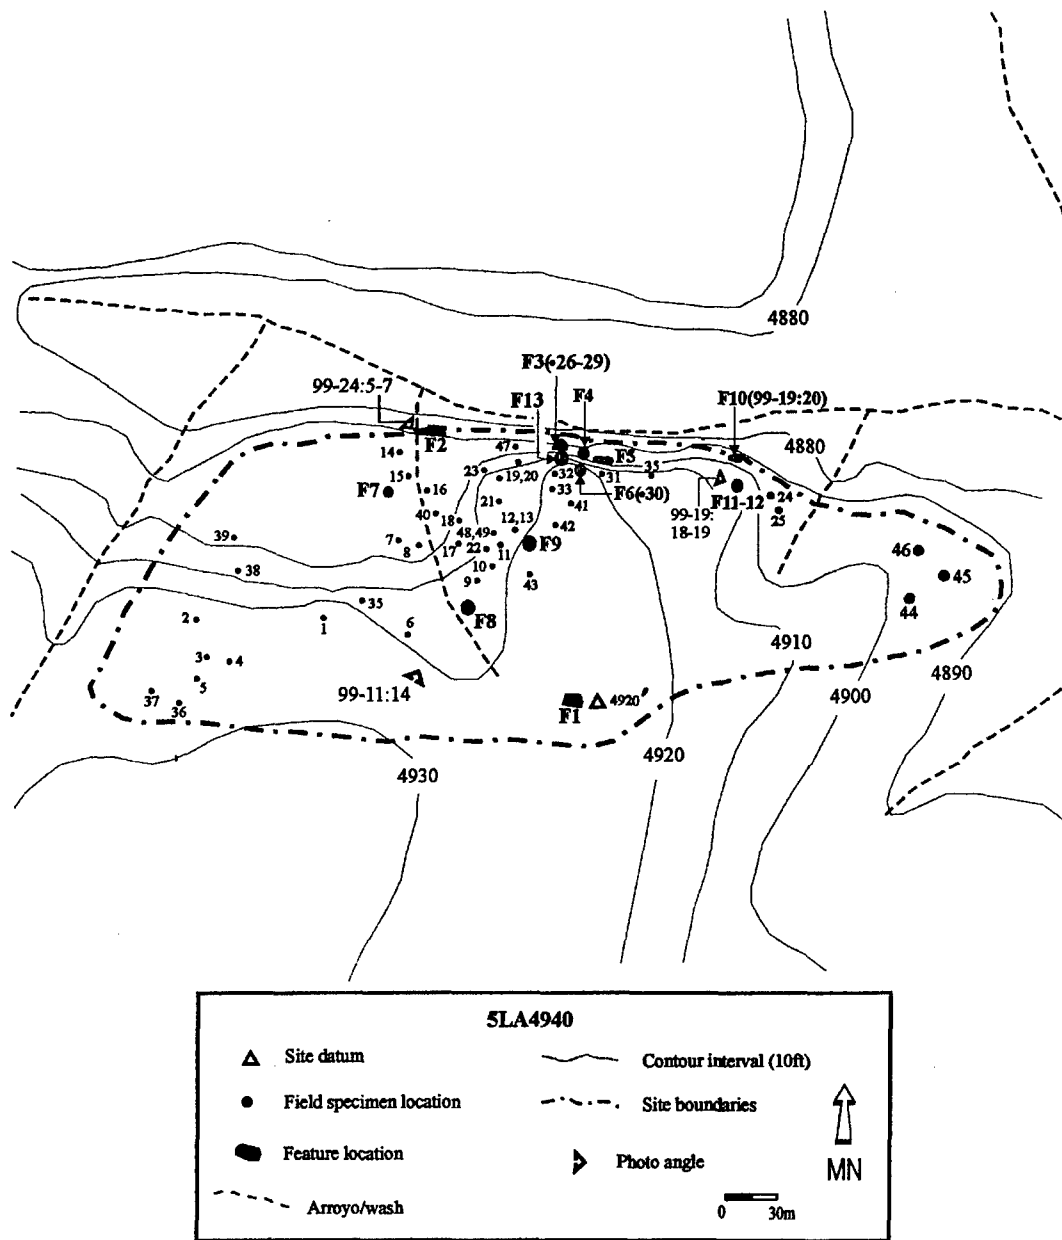 4880
F3(•26-29)
99-24:5-7
F13
F4
F10(99-19:20)
F2
47
F5
4880
14
23
19,20
32
31
35
15
F7
16
33
F6(•30)
F11-12
24
21
41
99-19:
18-19
25
40
18
12,13
42
39
7
8
48,49
17
22
11
F9
46
38
10
9
43
45
35
44
2
1
6
F8
3
4
4910
5
4890
37
36
99-11:14
F1
4920
4900
4920
4930
5LA4940
Site datum
Contour interval (10ft)
Field specimen location
Site boundaries
Feature location
Photo angle
MN
Arroyo/wash
0 30m